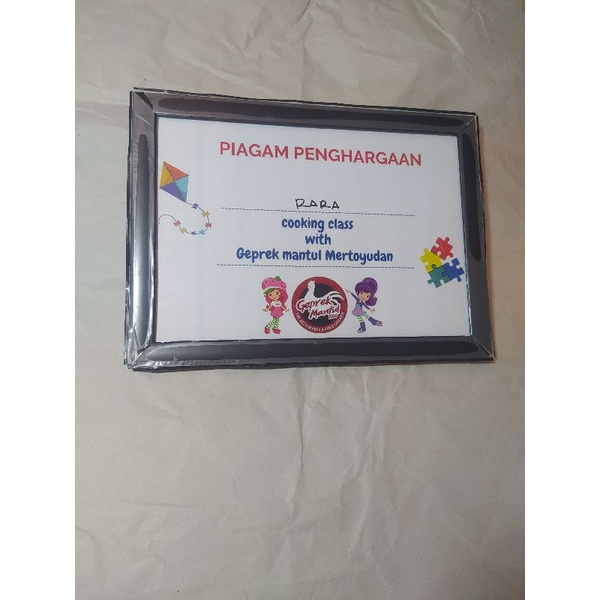 PIAGAM PENGHARGAAN
RARA
cooking class
with
Geprek mantul Mertoyudan
Geprek
Mantul